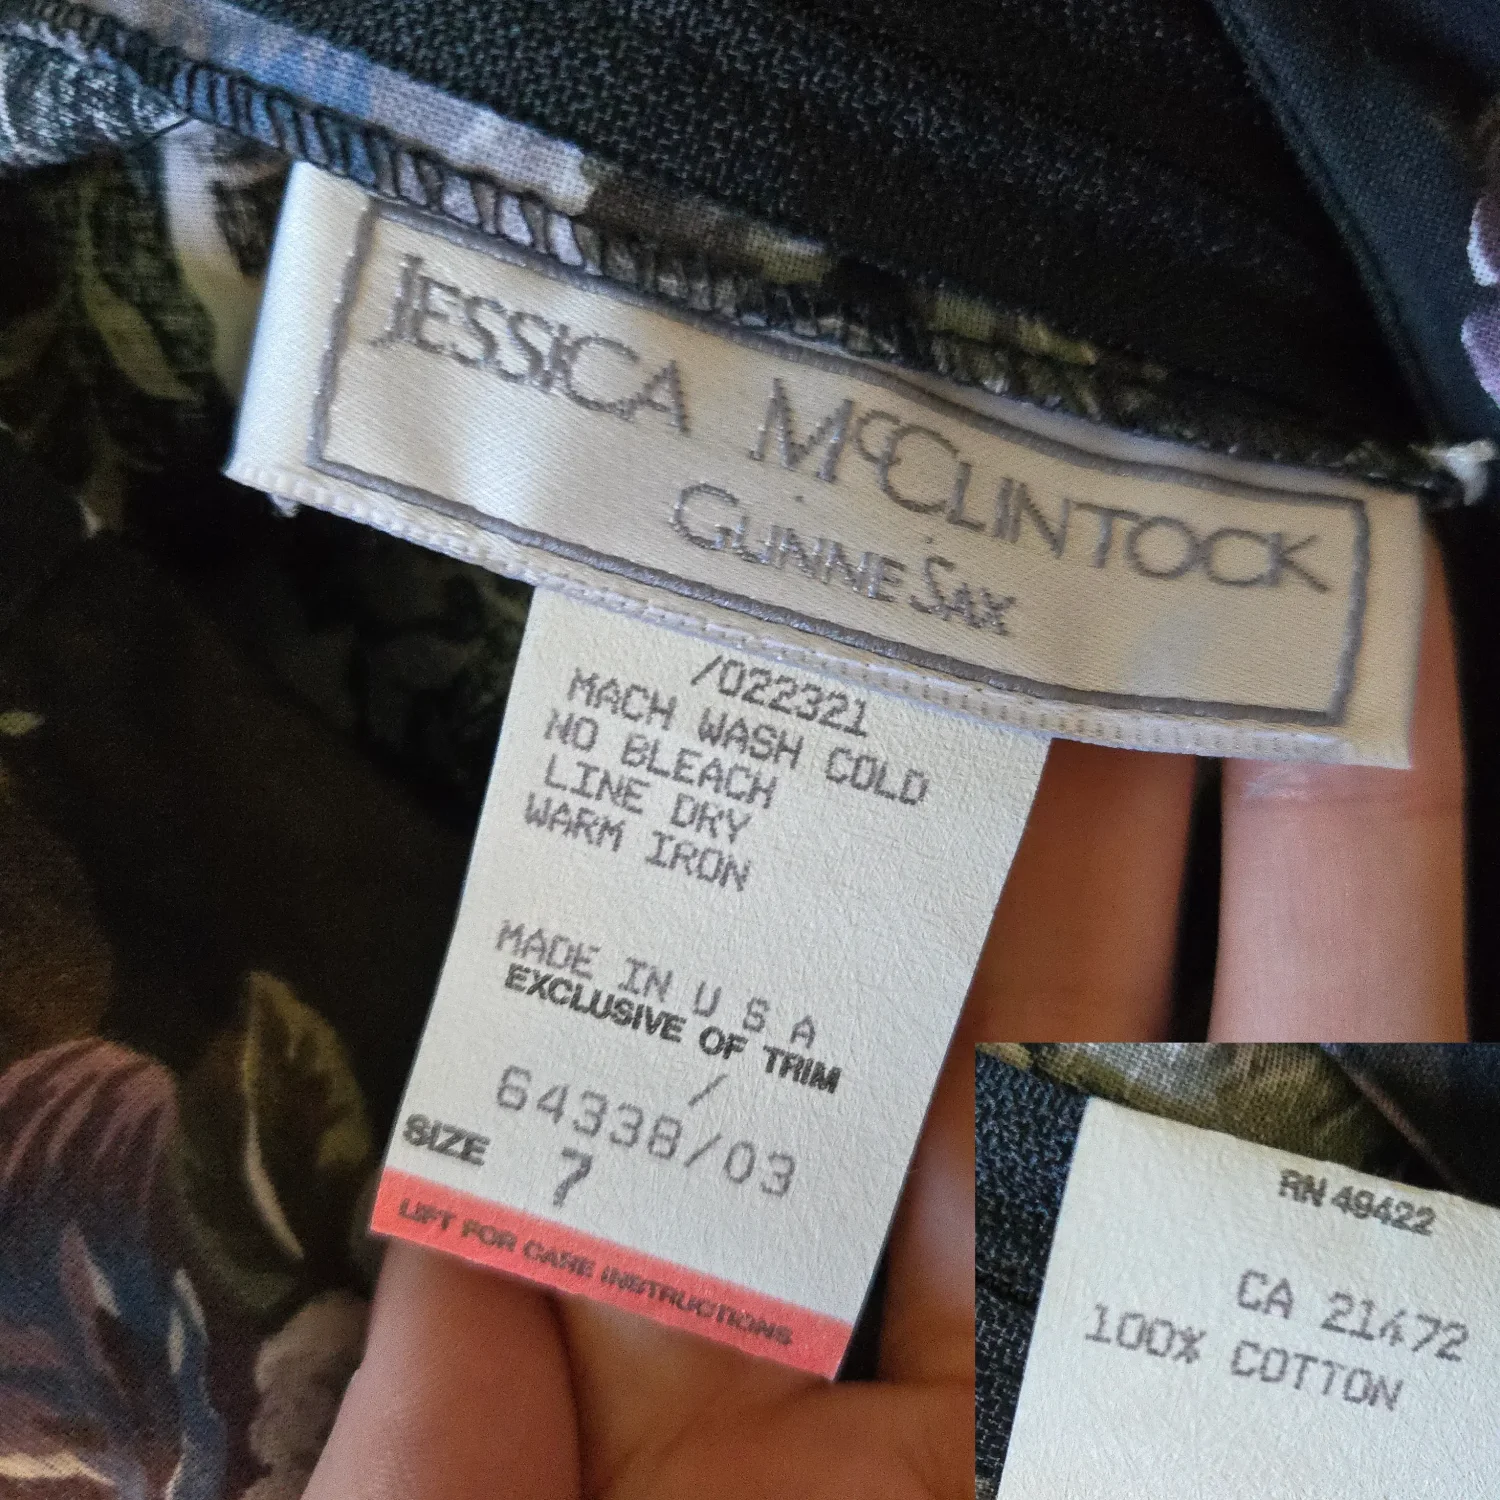 JESSICA McCLINTOCK
GUNNE SAX
/022321
MACH WASH COLD
NO BLEACH
LINE DRY
WARM IRON
MADE IN U S A
EXCLUSIVE OF TRIM
/
64338/03
SIZE 7
LIFT FOR CARE INSTRUCTIONS
RN 49422
CA 21472
100% COTTON